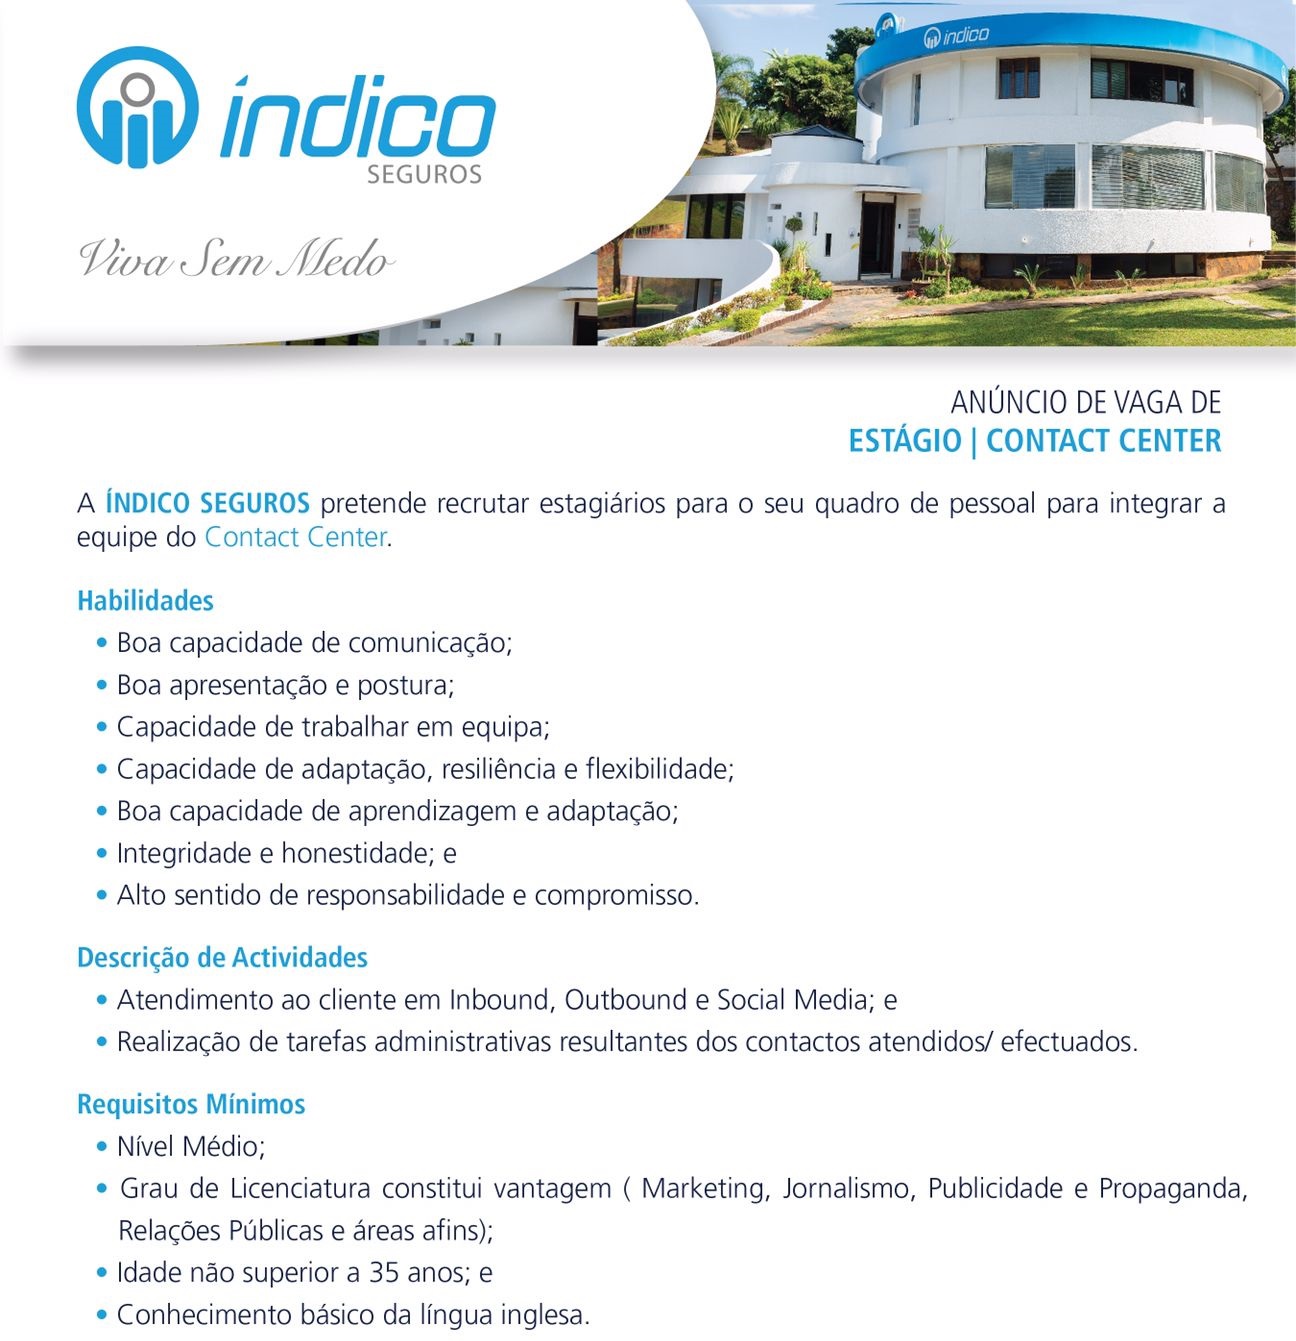 índico
SEGUROS
Viva Sem Medo
índico
ANÚNCIO DE VAGA DE
ESTÁGIO | CONTACT CENTER
A ÍNDICO SEGUROS pretende recrutar estagiários para o seu quadro de pessoal para integrar a
equipe do Contact Center.
Habilidades
• Boa capacidade de comunicação;
• Boa apresentação e postura;
• Capacidade de trabalhar em equipa;
• Capacidade de adaptação, resiliência e flexibilidade;
• Boa capacidade de aprendizagem e adaptação;
• Integridade e honestidade; e
• Alto sentido de responsabilidade e compromisso.
Descrição de Actividades
• Atendimento ao cliente em Inbound, Outbound e Social Media; e
• Realização de tarefas administrativas resultantes dos contactos atendidos/ efectuados.
Requisitos Mínimos
• Nível Médio;
• Grau de Licenciatura constitui vantagem ( Marketing, Jornalismo, Publicidade e Propaganda,
Relações Públicas e áreas afins);
• Idade não superior a 35 anos; e
• Conhecimento básico da língua inglesa.